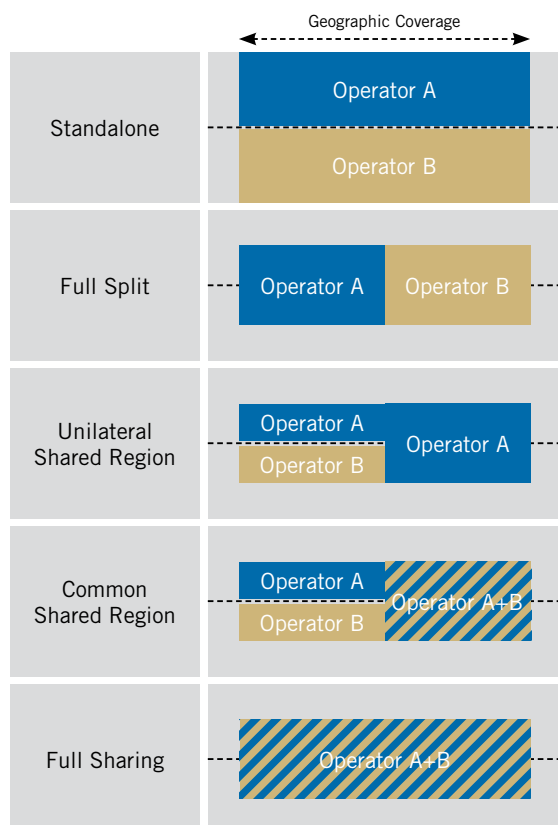 Geographic Coverage
Standalone
Operator A
Operator B
Full Split
Operator A
Operator B
Unilateral
Shared Region
Operator A
Operator B
Operator A
Common
Shared Region
Operator A
Operator B
Operator A+B
Full Sharing
Operator A+B